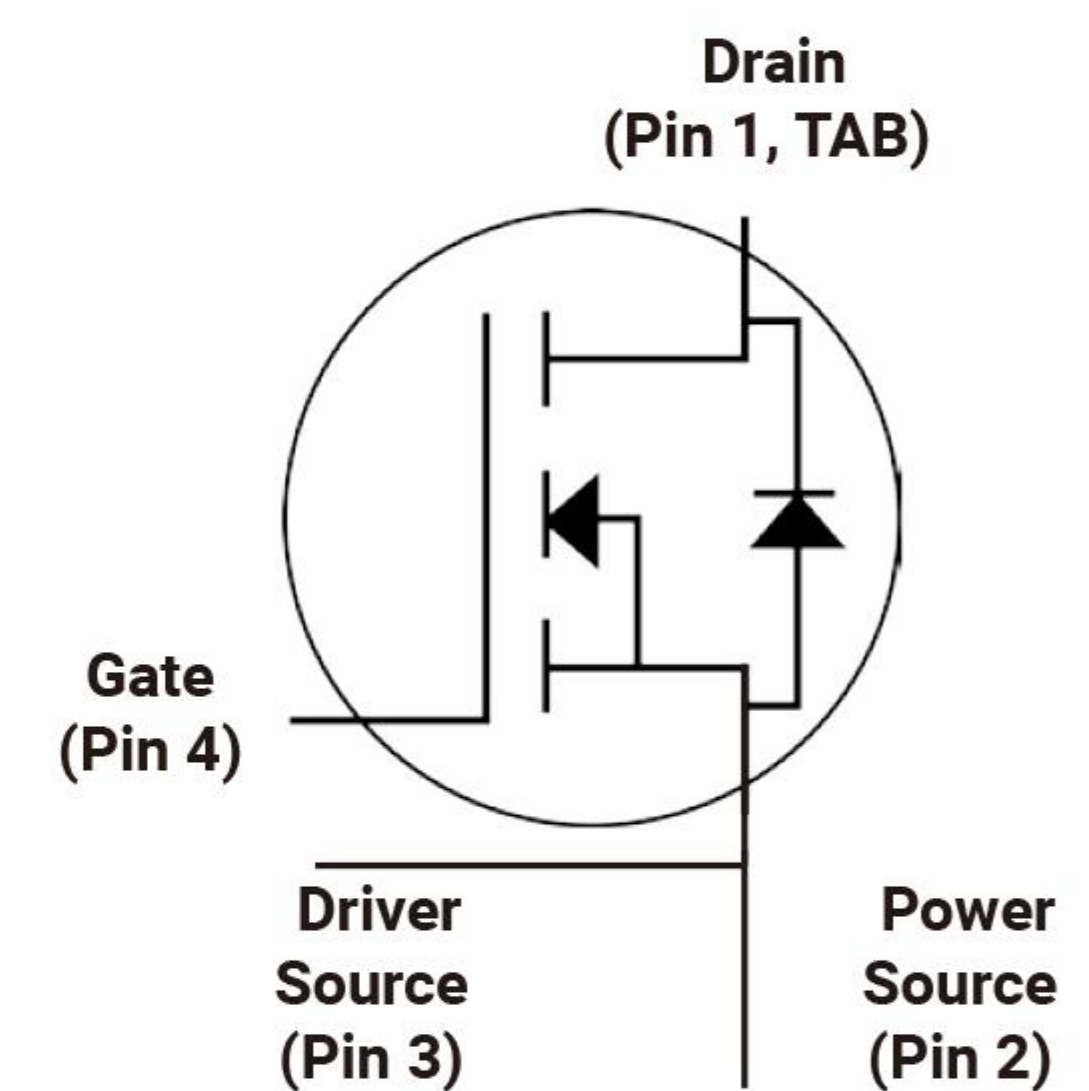 Drain
(Pin 1, TAB)
Gate
(Pin 4)
Driver
Source
(Pin 3)
Power
Source
(Pin 2)